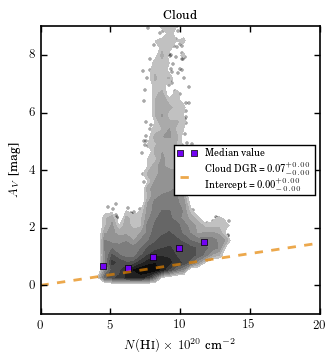 Cloud
8
6
4
2
0
A_V [mag]
Median value
Cloud DGR = 0.07^{+0.00}_{-0.00}
Intercept = 0.00^{+0.00}_{-0.00}
0 5 10 15 20
N(HI) × 10^{20} cm^{-2}